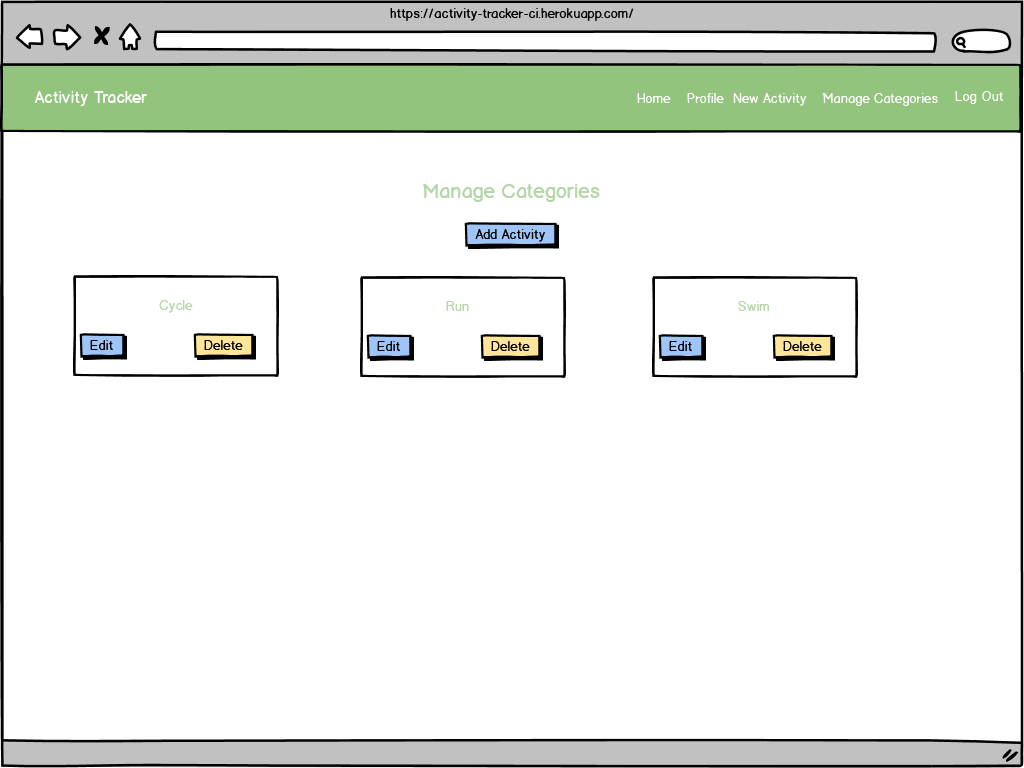 https://activity-tracker-ci.herokuapp.com/
Activity Tracker Home Profile New Activity Manage Categories Log Out
Manage Categories
Add Activity
Cycle Run Swim
Edit Delete Edit Delete Edit Delete